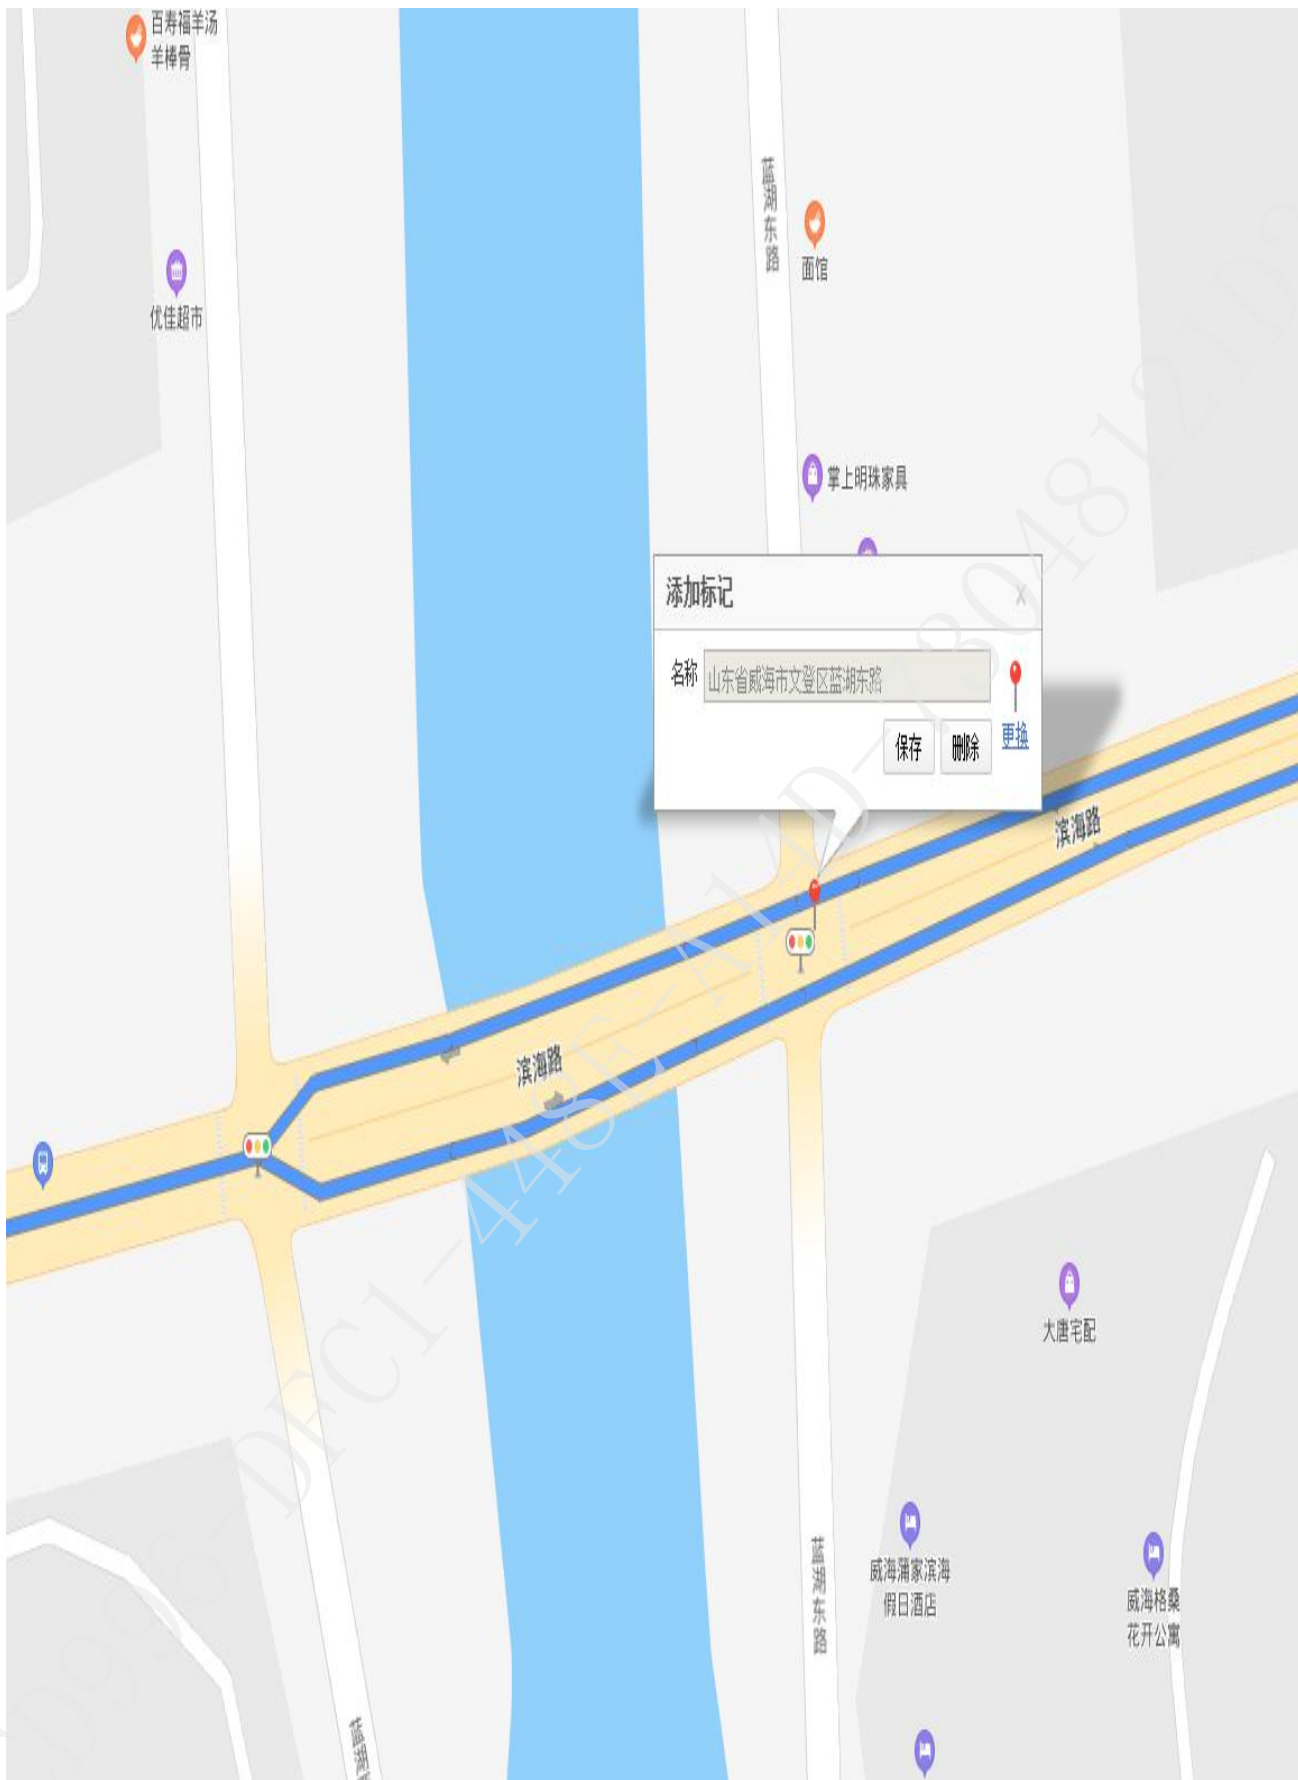 百寿福羊汤
羊棒骨
蓝湖东路
面馆
优佳超市
掌上明珠家具
添加标记
×
名称 山东省威海市文登区蓝湖东路
保存 删除 更换
滨海路
滨海路
大唐宅配
威海蒲家滨海
假日酒店
蓝湖东路
威海格桑
花开公寓
蓝湖